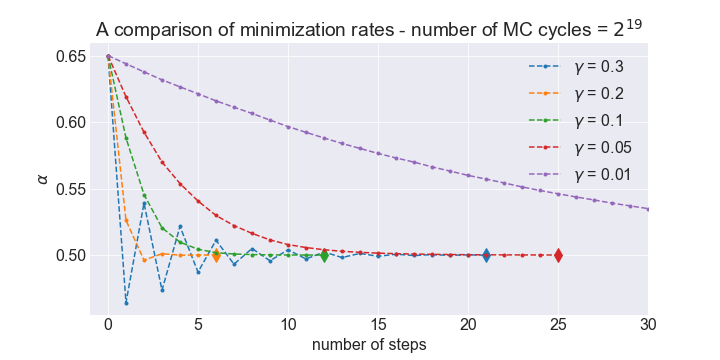 A comparison of minimization rates - number of MC cycles = 2^19
0.65
0.60
0.55
0.50
α
γ = 0.3
γ = 0.2
γ = 0.1
γ = 0.05
γ = 0.01
0 5 10 15 20 25 30
number of steps